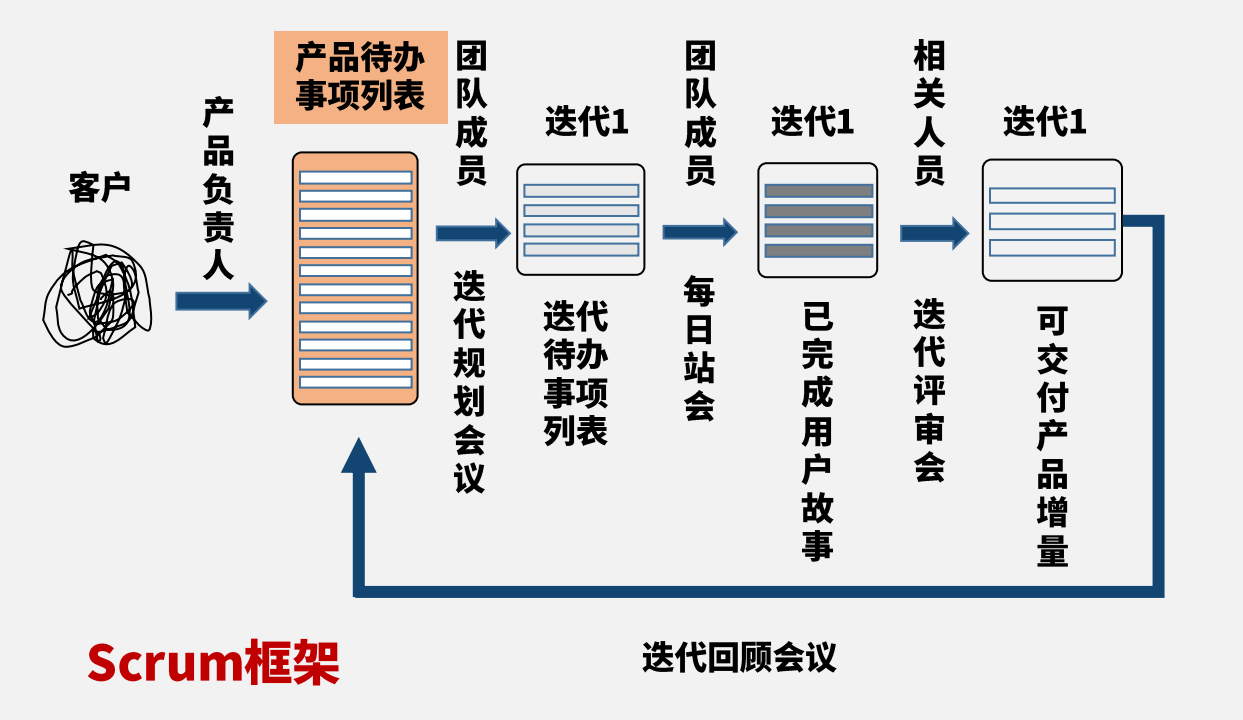 客户
产品负责人
产品待办
事项列表
团队成员
迭代规划会议
迭代1
迭代
待办
事项
列表
团队成员
每日站会
迭代1
已完成用户故事
相关人员
迭代评审会
迭代1
可交付产品增量
Scrum框架
迭代回顾会议